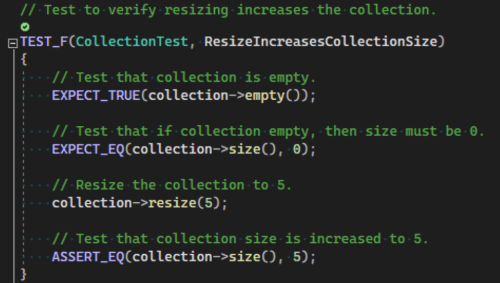 // Test to verify resizing increases the collection.
TEST_F(CollectionTest, ResizeIncreasesCollectionSize)
{
// Test that collection is empty.
EXPECT_TRUE(collection->empty());
// Test that if collection empty, then size must be 0.
EXPECT_EQ(collection->size(), 0);
// Resize the collection to 5.
collection->resize(5);
// Test that collection size is increased to 5.
ASSERT_EQ(collection->size(), 5);
}